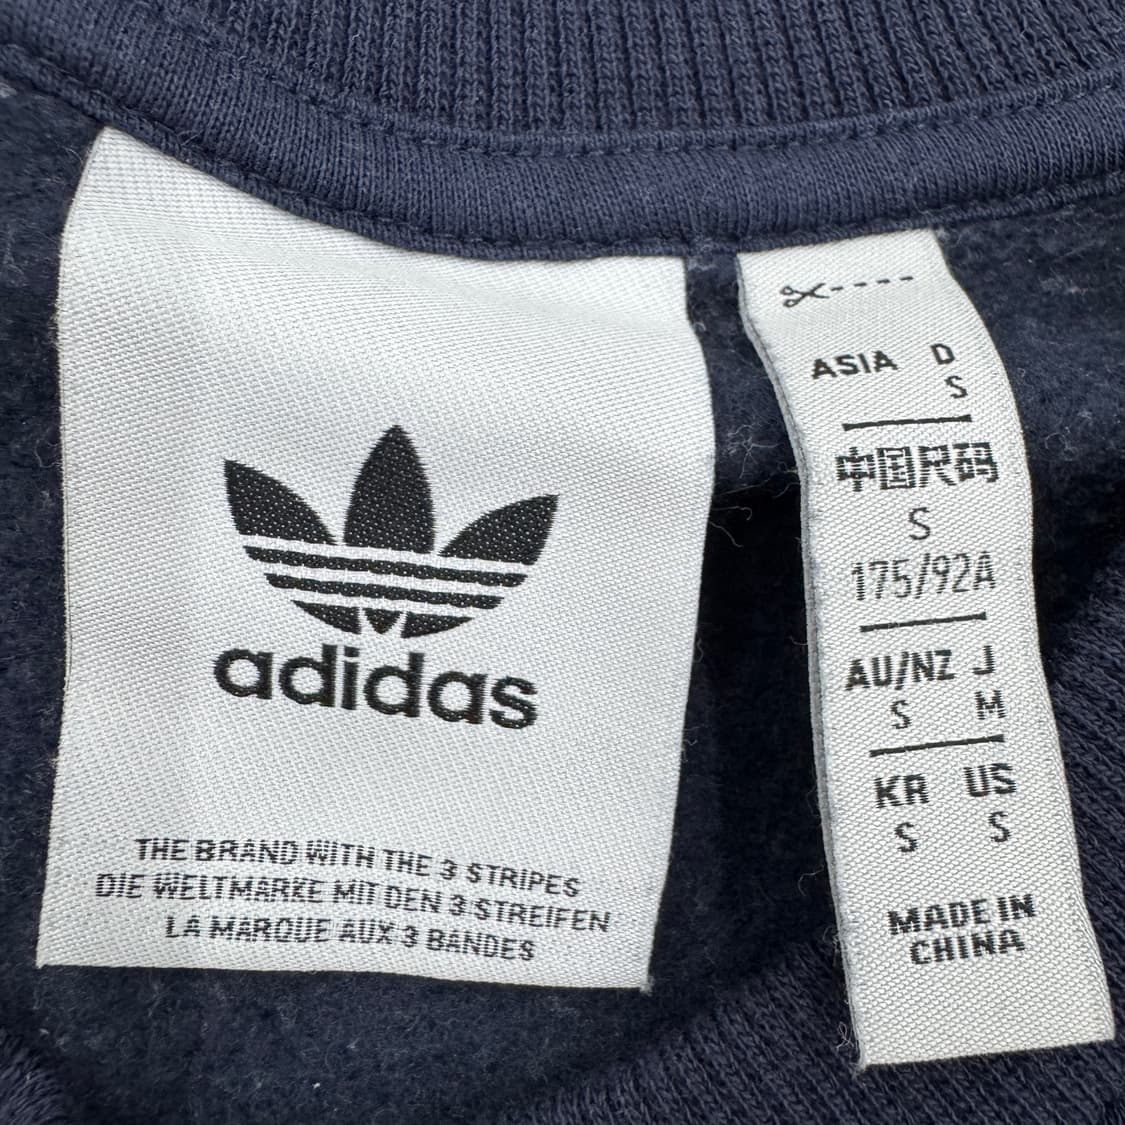 adidas
THE BRAND WITH THE 3 STRIPES
DIE WELTMARKE MIT DEN 3 STREIFEN
LA MARQUE AUX 3 BANDES
ASIA D
S
中国尺码
S
175/92A
AU/NZ J
S M
KR US
S S
MADE IN
CHINA